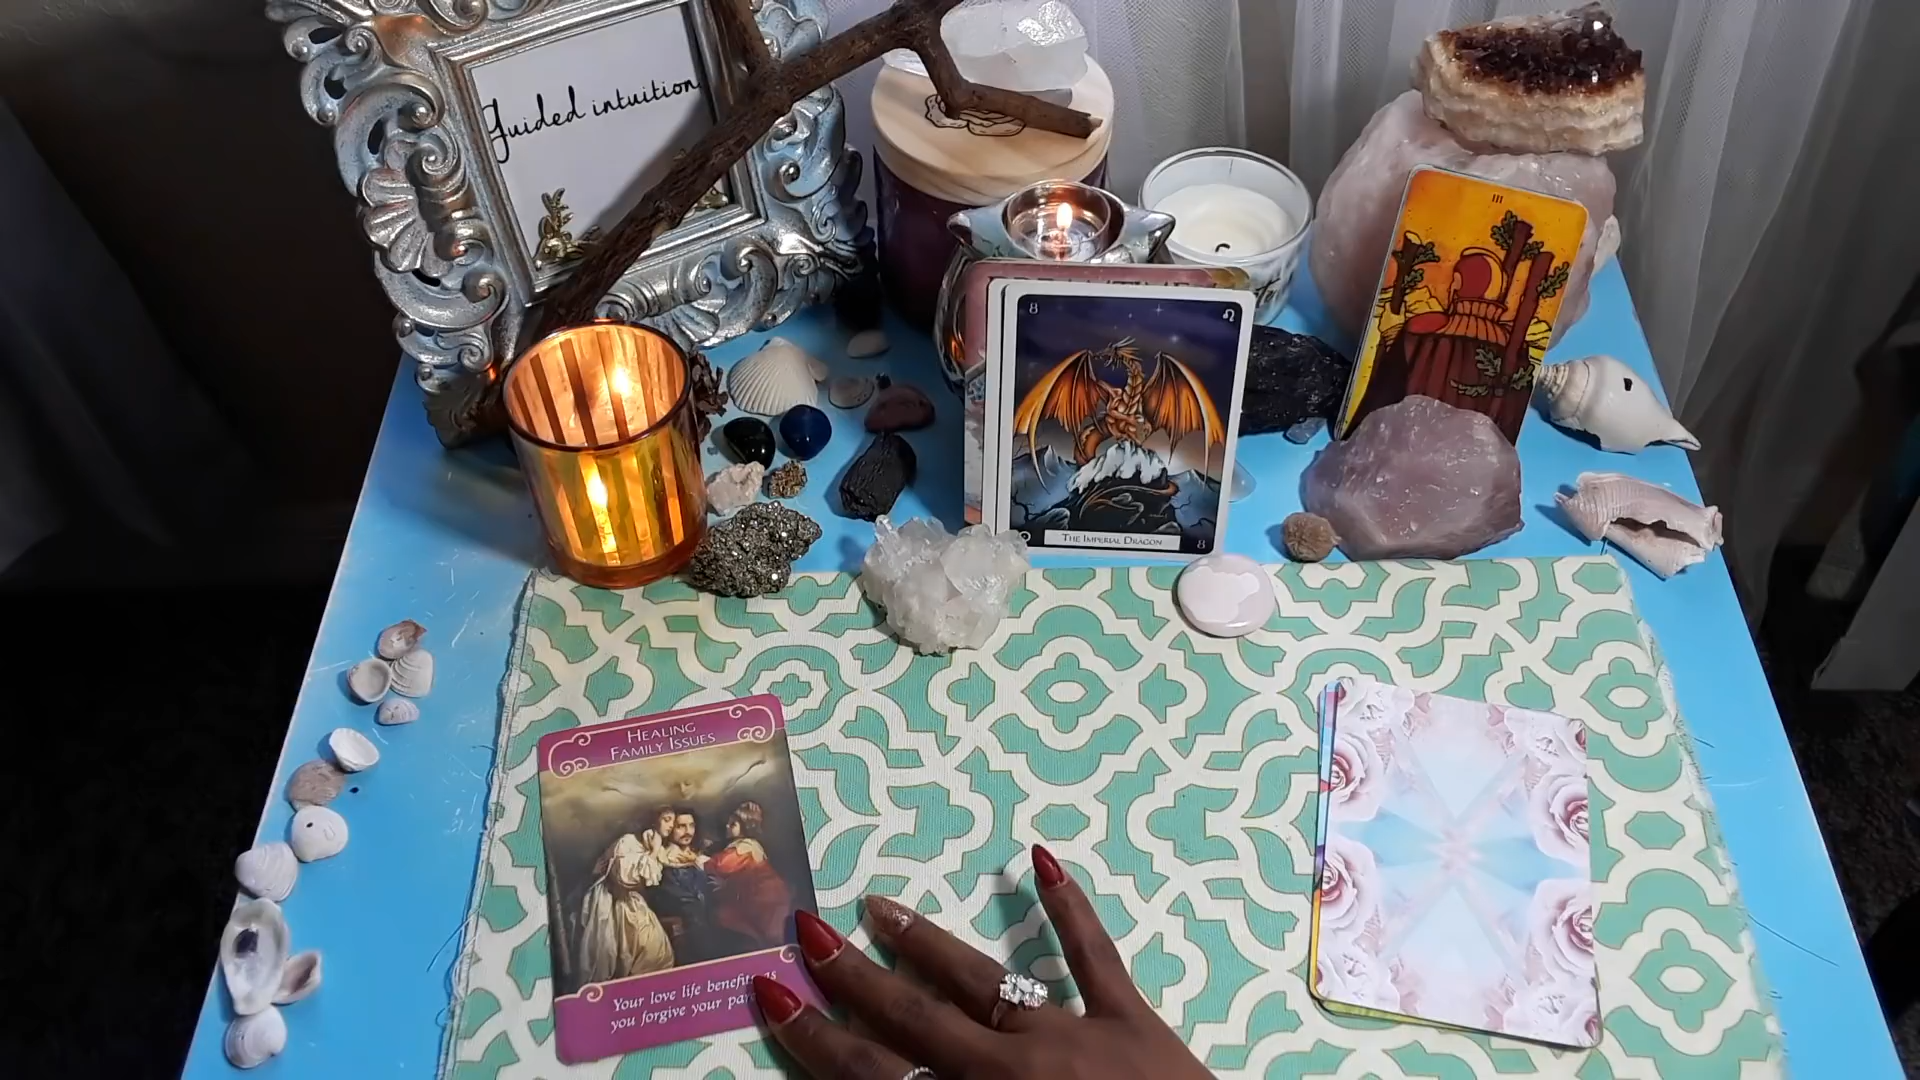 Guided intuition
III
8
THE IMPERIAL DRAGON
8
HEALING
FAMILY ISSUES
Your love life benefits as
you forgive your